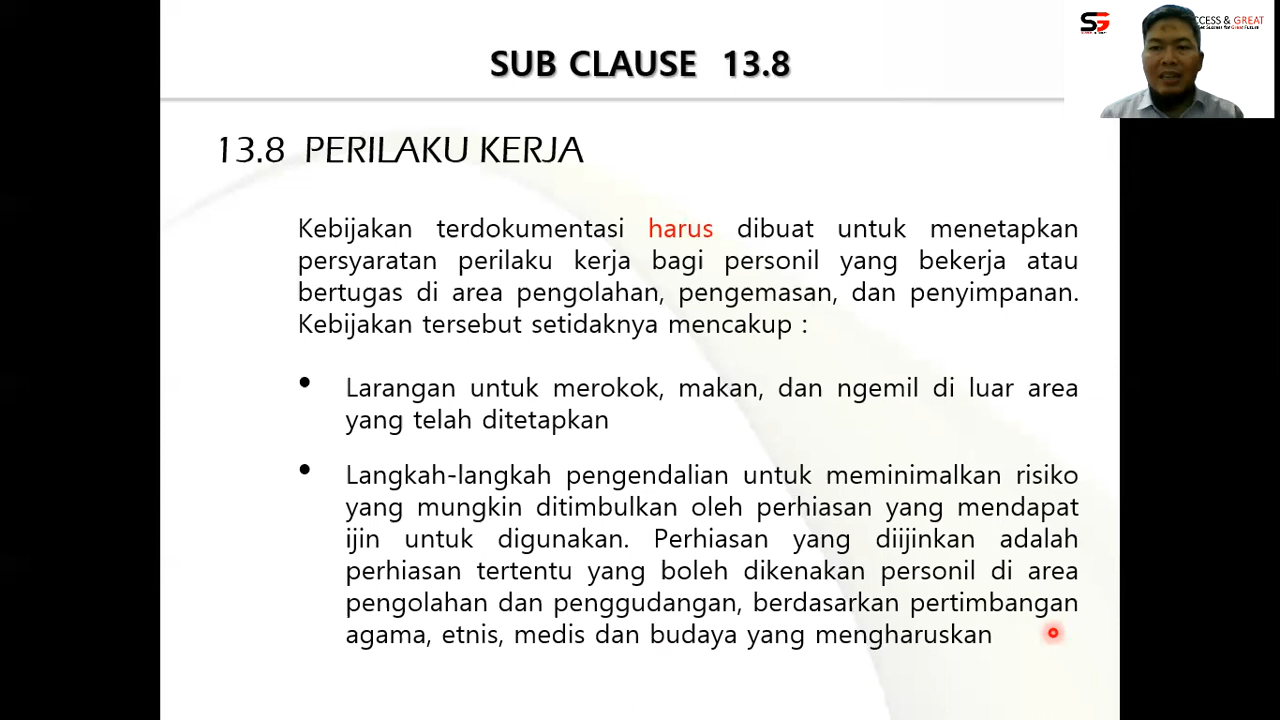 SUB CLAUSE 13.8
SG
CCESS & GREAT
13.8 PERILAKU KERJA
Kebijakan terdokumentasi harus dibuat untuk menetapkan
persyaratan perilaku kerja bagi personil yang bekerja atau
bertugas di area pengolahan, pengemasan, dan penyimpanan.
Kebijakan tersebut setidaknya mencakup :
• Larangan untuk merokok, makan, dan ngemil di luar area
yang telah ditetapkan
• Langkah-langkah pengendalian untuk meminimalkan risiko
yang mungkin ditimbulkan oleh perhiasan yang mendapat
ijin untuk digunakan. Perhiasan yang diijinkan adalah
perhiasan tertentu yang boleh dikenakan personil di area
pengolahan dan penggudangan, berdasarkan pertimbangan
agama, etnis, medis dan budaya yang mengharuskan